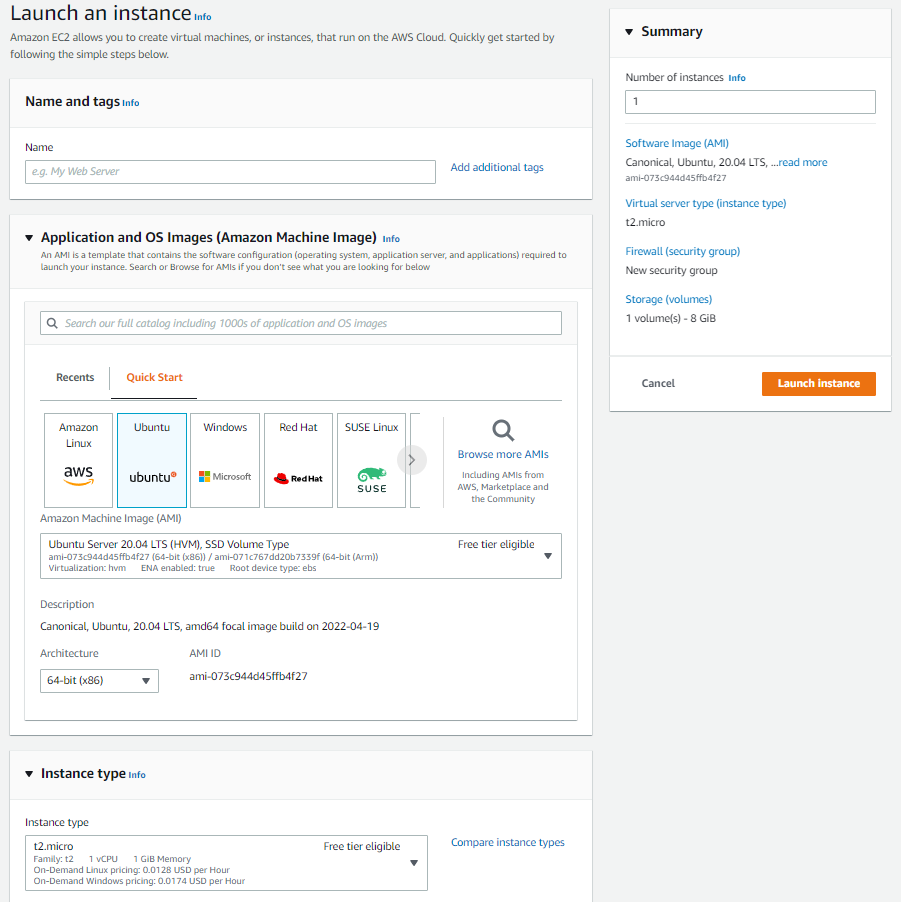 Launch an instance Info
Amazon EC2 allows you to create virtual machines, or instances, that run on the AWS Cloud. Quickly get started by
following the simple steps below.
Name and tags Info
Name
e.g. My Web Server
Add additional tags
Application and OS Images (Amazon Machine Image) Info
An AMI is a template that contains the software configuration (operating system, application server, and applications) required to
launch your instance. Search or Browse for AMIs if you don't see what you are looking for below
Search our full catalog including 1000s of application and OS images
Recents
Quick Start
Amazon
Linux
aws
Ubuntu
ubuntu
Windows
Microsoft
Red Hat
Red Hat
SUSE Linux
SUSE
Browse more AMIs
Including AMIs from
AWS, Marketplace and
the Community
Amazon Machine Image (AMI)
Ubuntu Server 20.04 LTS (HVM), SSD Volume Type
Free tier eligible
ami-073c944d45ffb4f27 (64-bit (x86)) / ami-071c767dd20b7339f (64-bit (Arm))
Virtualization: hvm ENA enabled: true Root device type: ebs
Description
Canonical, Ubuntu, 20.04 LTS, amd64 focal image build on 2022-04-19
Architecture
64-bit (x86)
AMI ID
ami-073c944d45ffb4f27
Instance type Info
Instance type
t2.micro
Free tier eligible
Family: t2 1 vCPU 1 GiB Memory
On-Demand Linux pricing: 0.0128 USD per Hour
On-Demand Windows pricing: 0.0174 USD per Hour
Compare instance types
Summary
Number of instances Info
1
Software Image (AMI)
Canonical, Ubuntu, 20.04 LTS, ...read more
ami-073c944d45ffb4f27
Virtual server type (instance type)
t2.micro
Firewall (security group)
New security group
Storage (volumes)
1 volume(s) - 8 GiB
Cancel
Launch instance